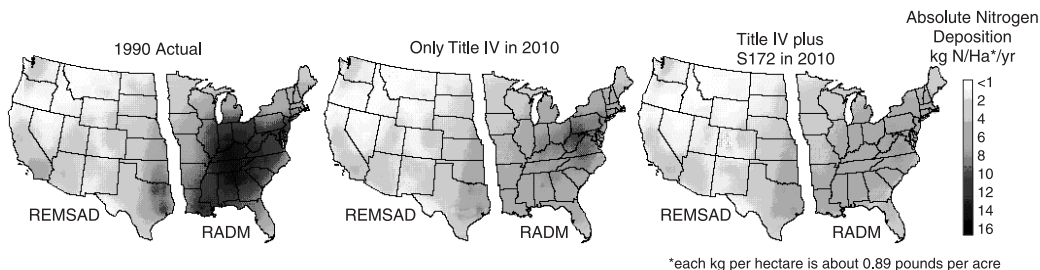 1990 Actual
Only Title IV in 2010
Title IV plus
S172 in 2010
Absolute Nitrogen
Deposition
kg N/Ha*/yr
<1
2
4
6
8
10
12
14
16
REMSAD
RADM
REMSAD
RADM
REMSAD
RADM
*each kg per hectare is about 0.89 pounds per acre